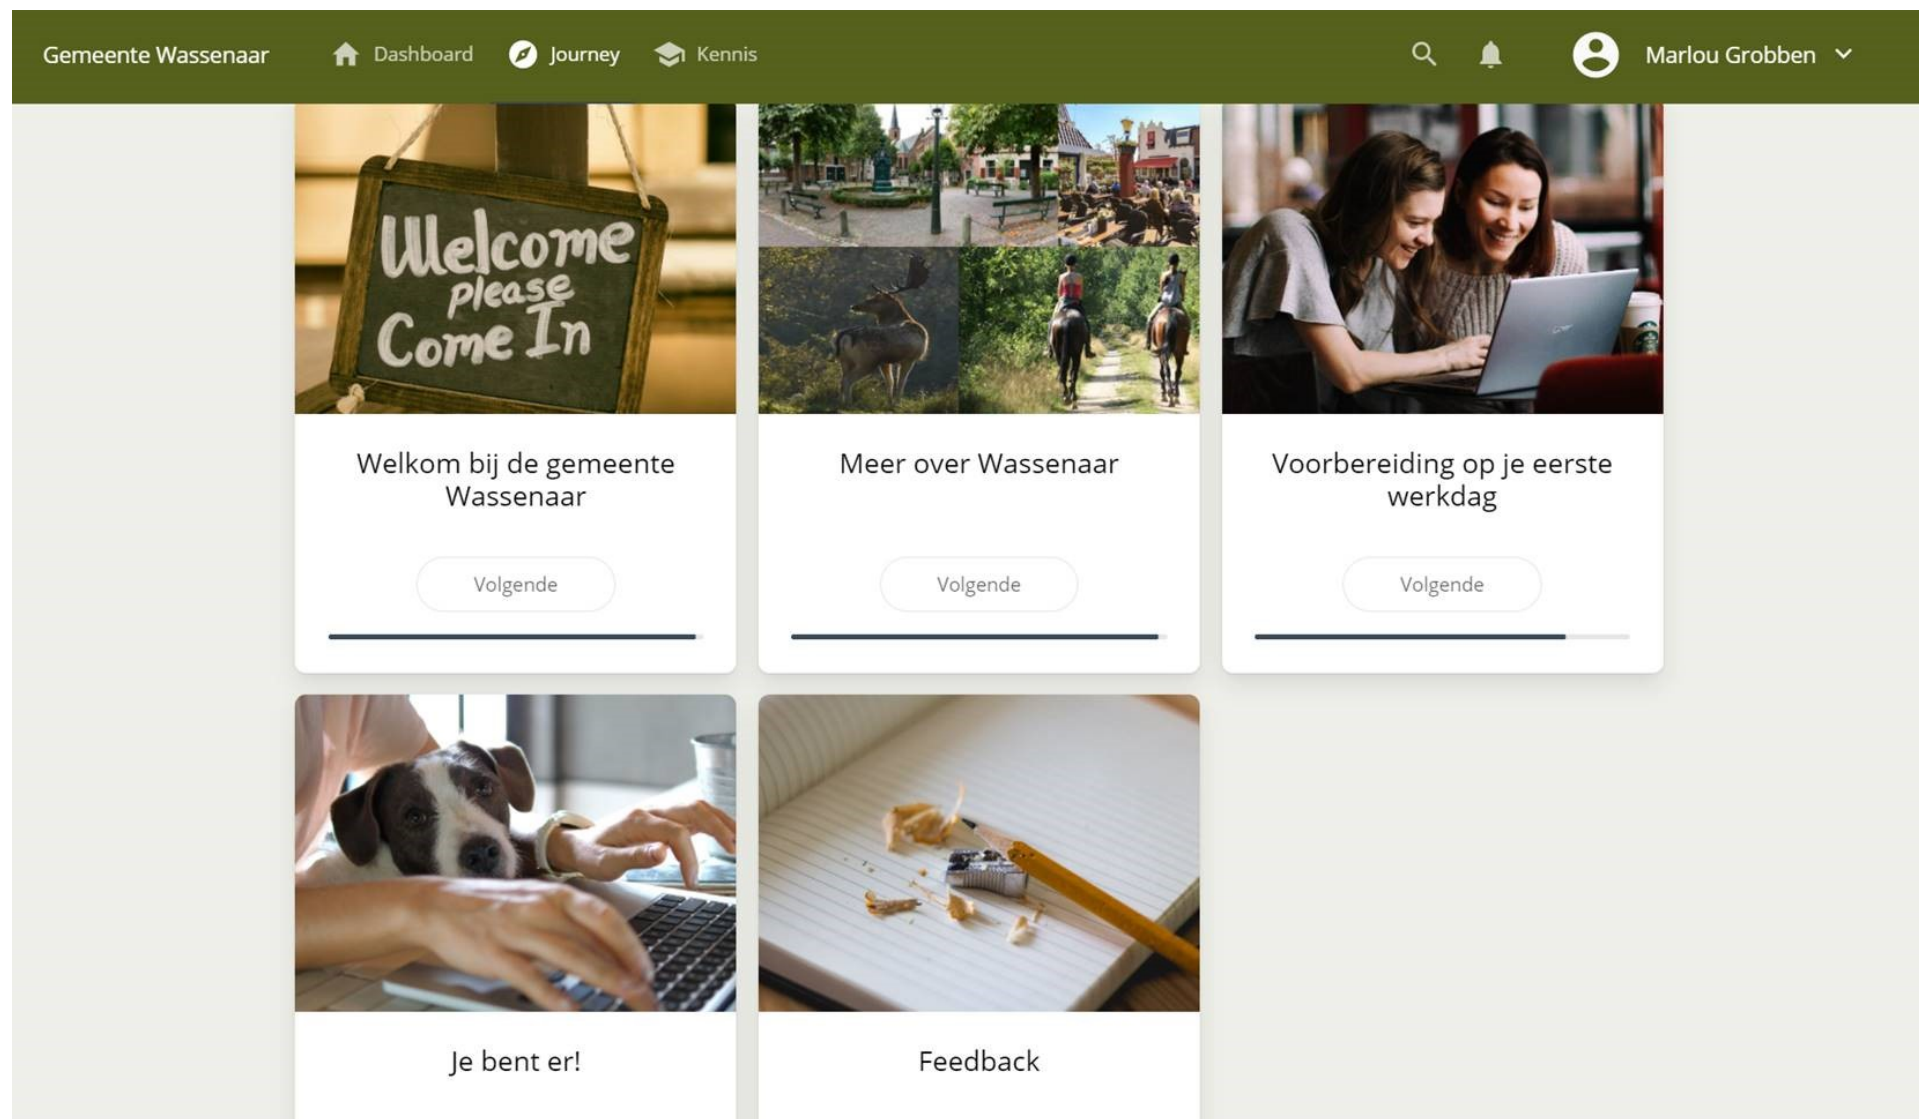 Gemeente Wassenaar Dashboard Journey Kennis Marlou Grobben
Welcome
please
Come In
Welkom bij de gemeente
Wassenaar
Volgende
Meer over Wassenaar
Volgende
Voorbereiding op je eerste
werkdag
Volgende
Je bent er!
Feedback